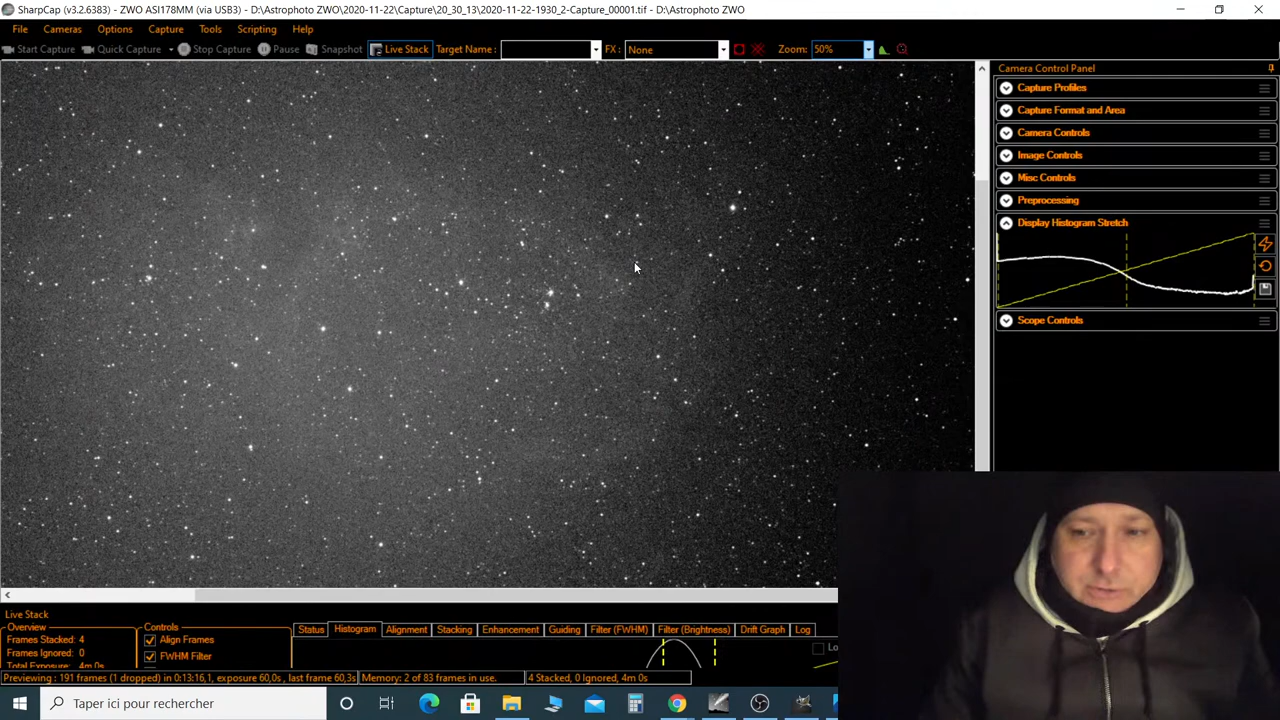 SharpCap (v3.2.6383) - ZWO ASI178MM (via USB3) - D:\Astrophoto ZWO\2020-11-22\Capture\20_30_13\2020-11-22-1930_2-Capture_00001.tif - D:\Astrophoto ZWO
File Cameras Options Capture Tools Scripting Help
Start Capture Quick Capture Stop Capture Pause Snapshot Live Stack Target Name : FX : None Zoom: 50%
Camera Control Panel
Capture Profiles
Capture Format and Area
Camera Controls
Image Controls
Misc Controls
Preprocessing
Display Histogram Stretch
Scope Controls
Live Stack
Overview
Frames Stacked: 4
Frames Ignored: 0
Total Exposure: 4m 0s
Controls
Align Frames
FWHM Filter
Status Histogram Alignment Stacking Enhancement Guiding Filter (FWHM) Filter (Brightness) Drift Graph Log
Previewing : 191 frames (1 dropped) in 0:13:16,1, exposure 60,0s , last frame 60,3s
Memory: 2 of 83 frames in use.
4 Stacked, 0 Ignored, 4m 0s
Taper ici pour rechercher